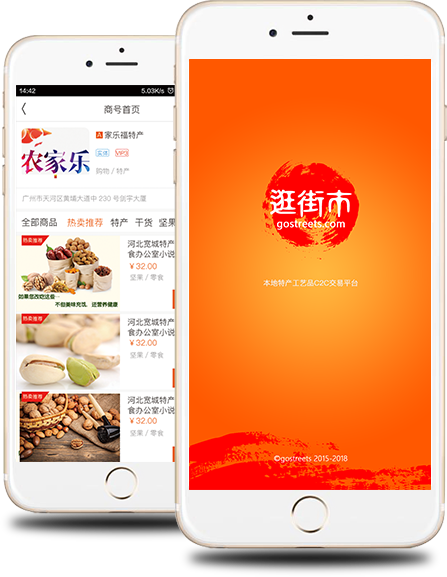 14:42
5.03K/s
商号首页
农家乐
家乐福特产
实体 VIP3
购物 / 特产
广州市天河区黄埔大道中 230 号剑宇大厦
全部商品 热卖推荐 特产 干货 坚果
热卖推荐
如果您改吃这些...
不但美味充饥, 还营养健康
河北宽城特产
食办公室小说
¥ 32.00
坚果 / 零食
热卖推荐
河北宽城特产
食办公室小说
¥ 32.00
坚果 / 零食
热卖推荐
河北宽城特产
食办公室小说
¥ 32.00
坚果 / 零食
逛街市
gostreets.com
本地特产工艺品C2C交易平台
©gostreets 2015-2018